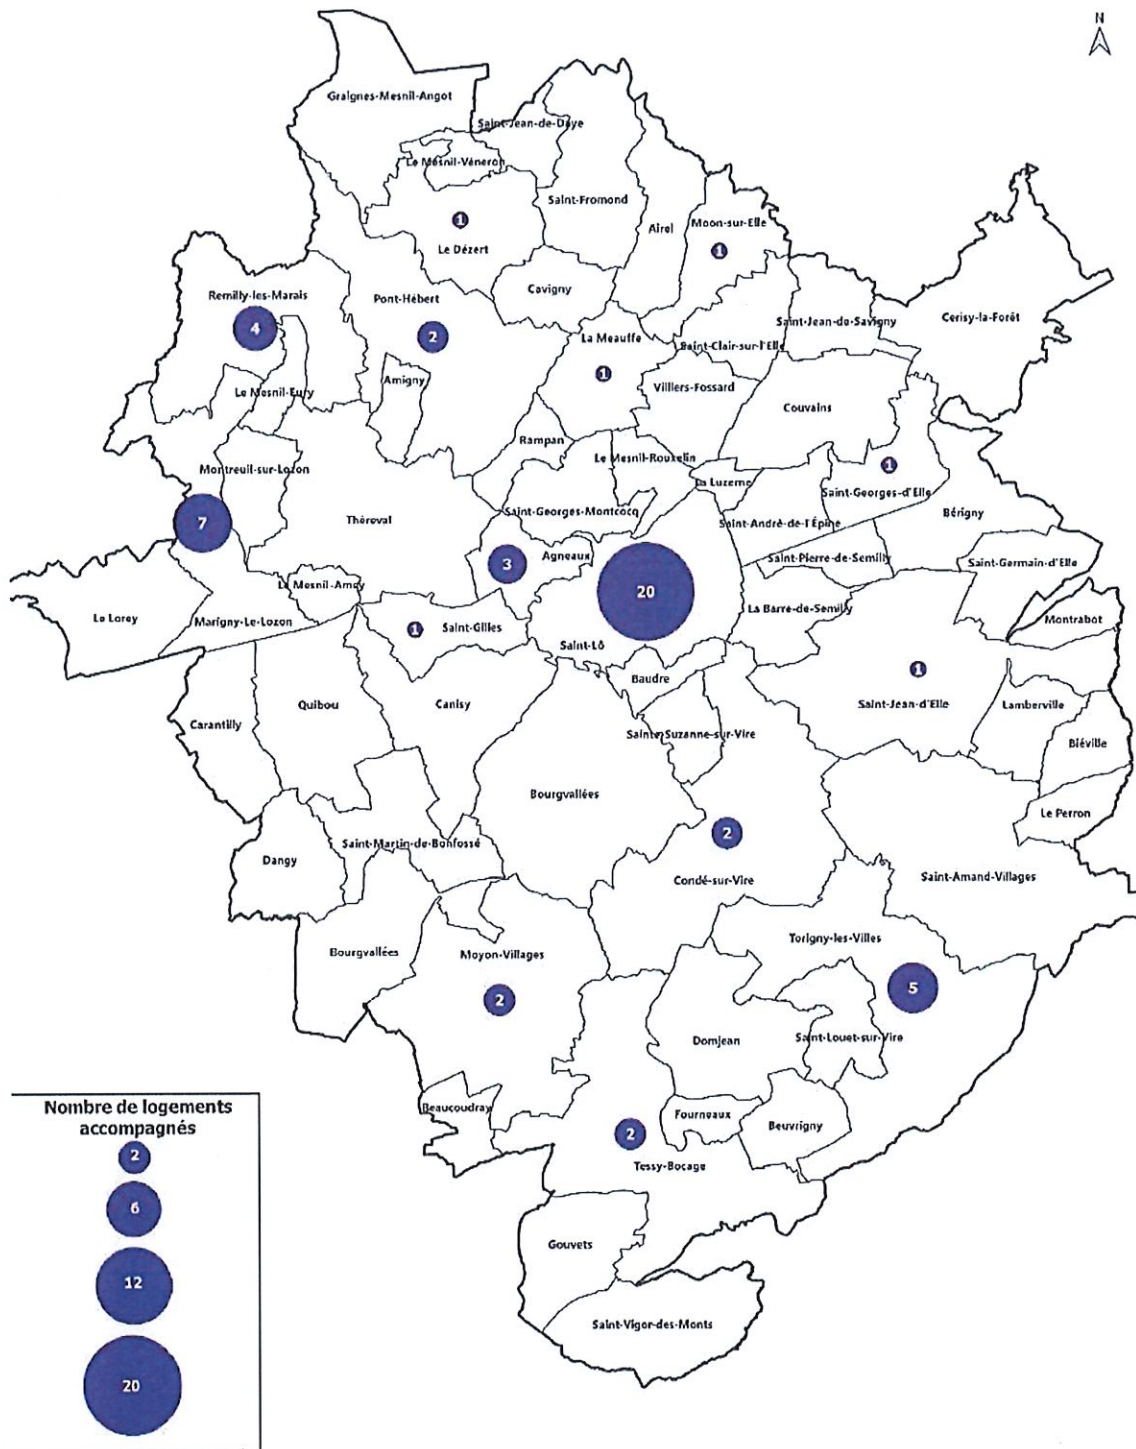 N
Graignes-Mesnil-Angot
Saint-Jean-de-Daye
Le Mesnil-Véneron
Saint-Fromond
Airel
Moon-sur-Elle
1
Le Dézert
1
Cavigny
Remilly-les-Marais
4
Pont-Hébert
2
La Meauffe
1
Saint-Clair-sur-l'Elle
Saint-Jean-de-Savigny
Cerisy-la-Forêt
Le Mesnil-Eury
Amigny
Villiers-Fossard
Couvains
Rampan
Le Mesnil-Rouxelin
Montreuil-sur-Lozon
La Luzerne
1
Saint-Georges-d'Elle
Théreval
7
Saint-Georges-Montcocq
Saint-André-de-l'Épine
Bérigny
Agneaux
3
Saint-Pierre-de-Semilly
Saint-Germain-d'Elle
Le Mesnil-Amey
20
La Barre-de-Semilly
Le Lorey
Marigny-Le-Lozon
1
Saint-Gilles
Saint-Lô
Montrabot
Baudre
1
Saint-Jean-d'Elle
Lamberville
Carantilly
Quibou
Canisy
Sainte-Suzanne-sur-Vire
Biéville
Bourgvallées
Le Perron
2
Saint-Martin-de-Bonfossé
Dangy
Condé-sur-Vire
Saint-Amand-Villages
Bourgvallées
Moyon-Villages
Torigny-les-Villes
2
5
Domjean
Saint-Louet-sur-Vire
Beaucoudray
Fourneaux
Beuvrigny
2
Tessy-Bocage
Gouvets
Saint-Vigor-des-Monts
Nombre de logements
accompagnés
2
6
12
20